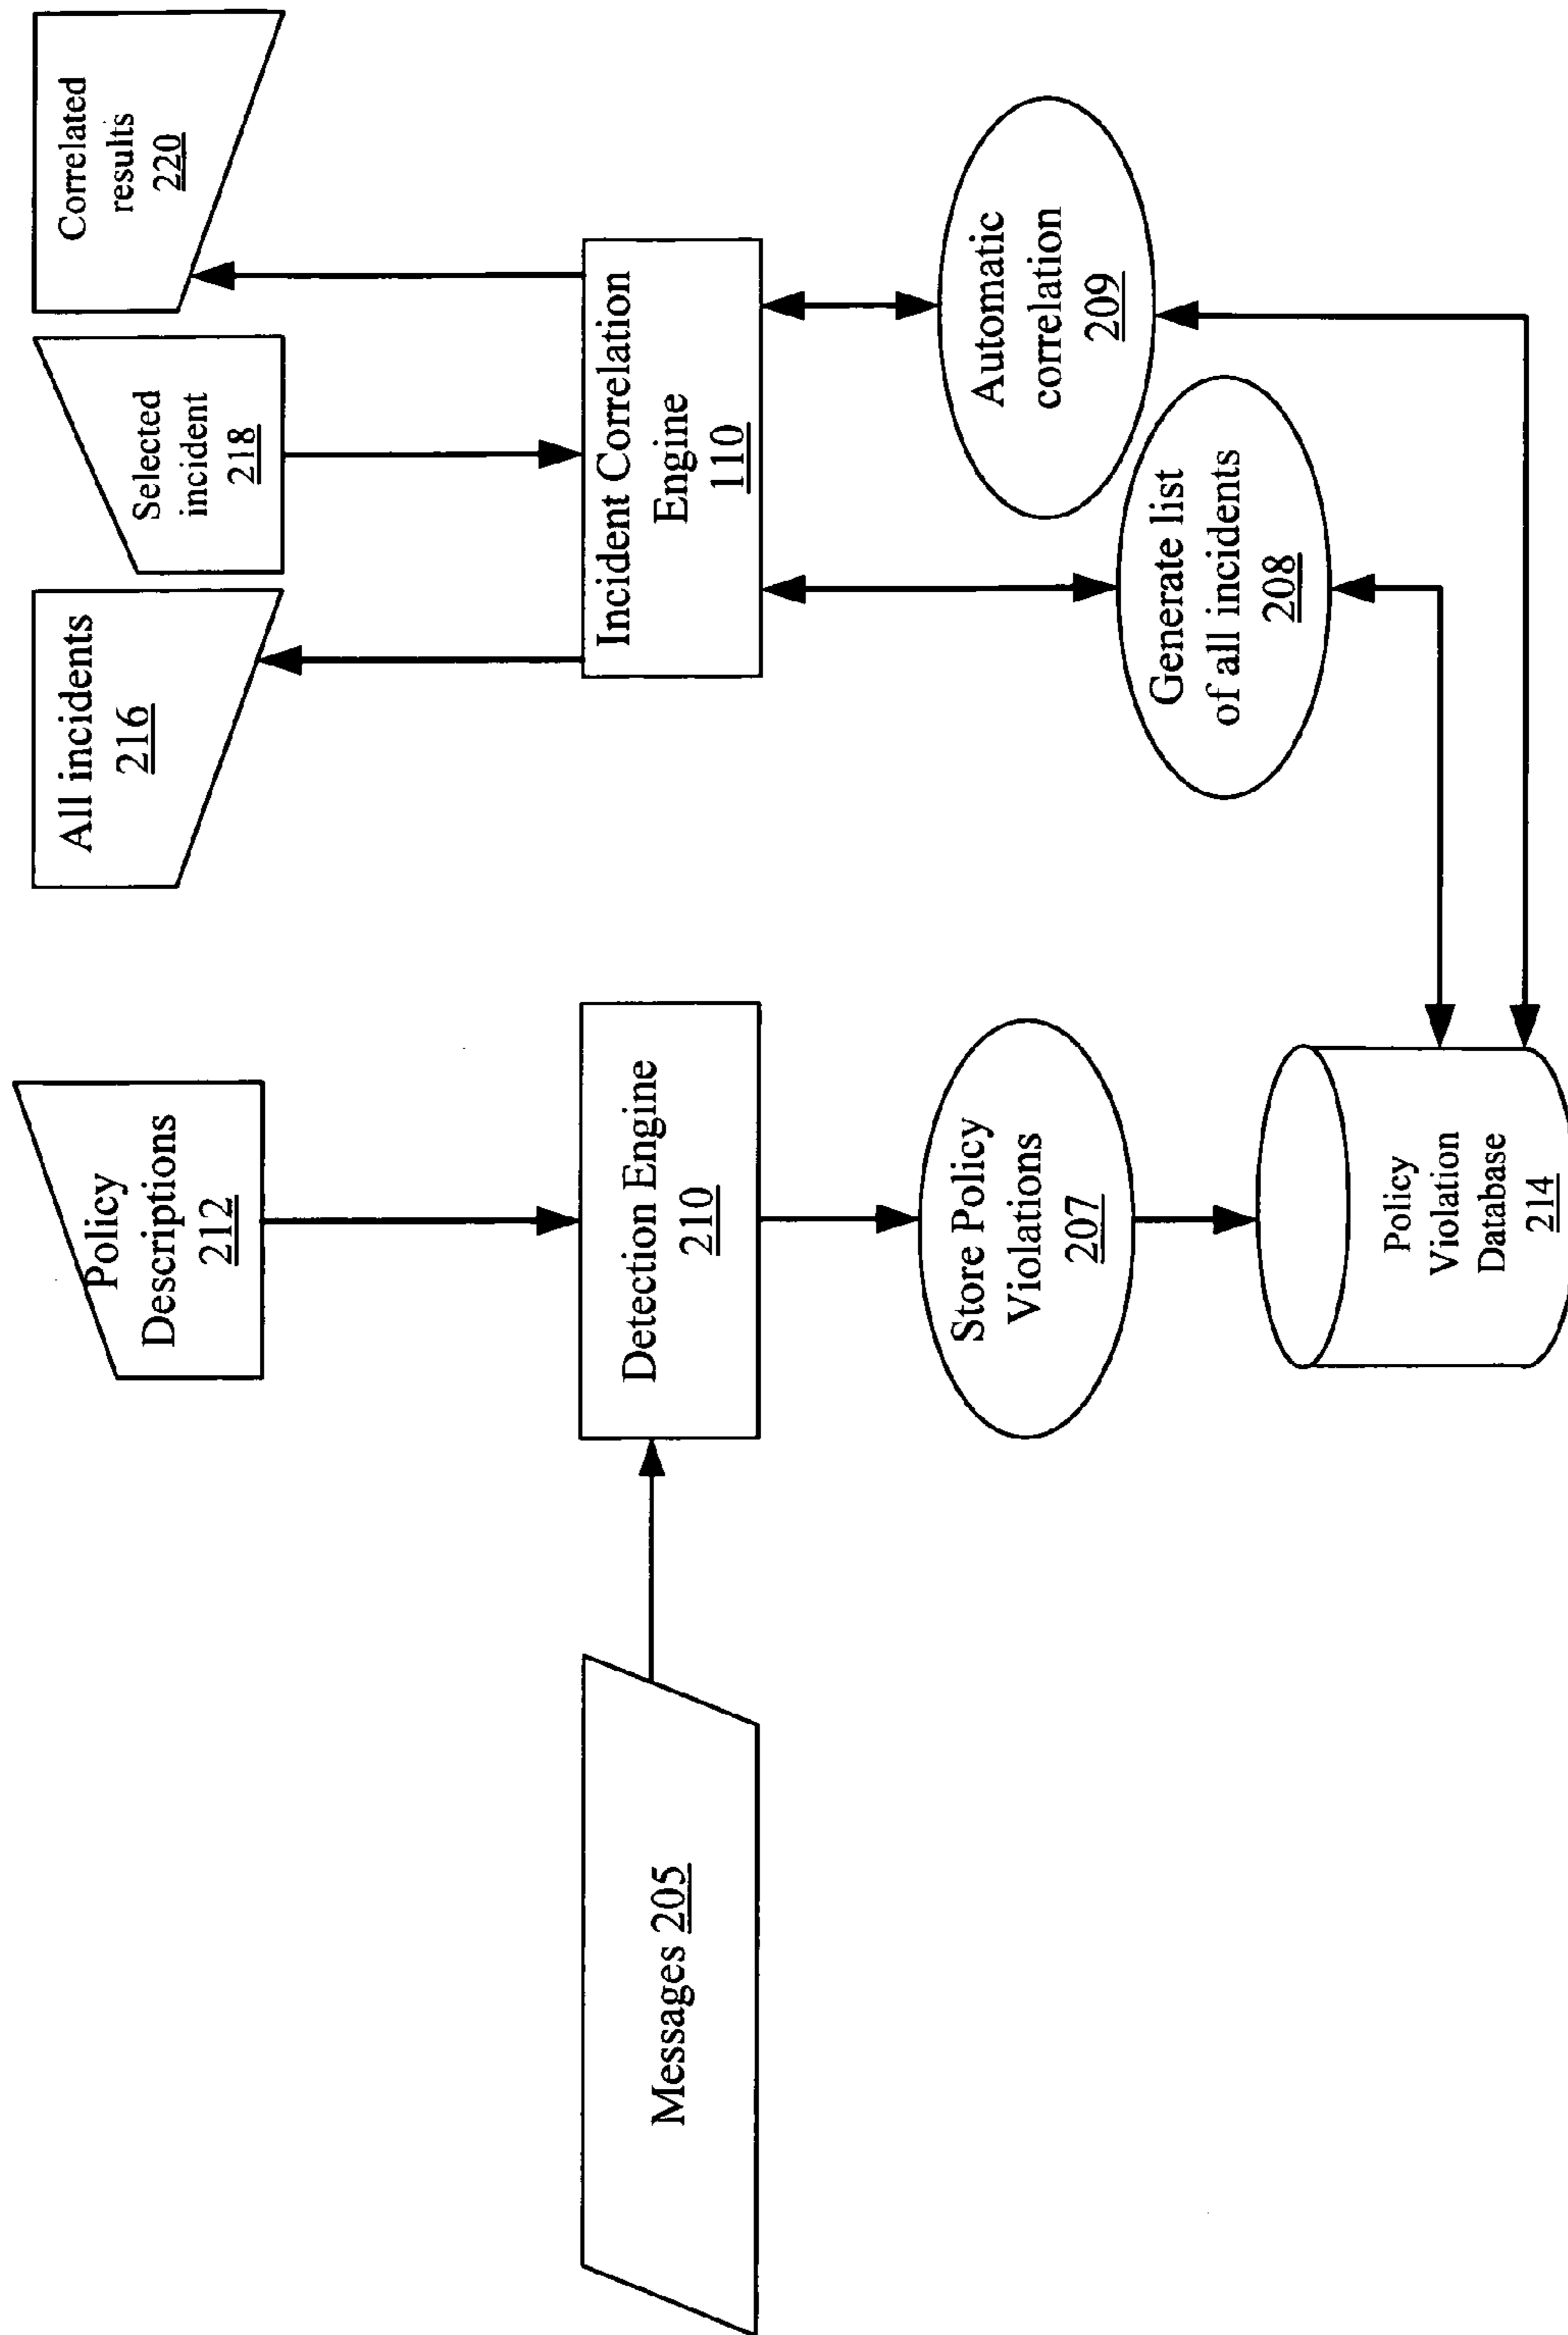 Policy
Descriptions
212
All incidents
216
Selected
incident
218
Correlated
results
220
Messages 205
Detection Engine
210
Incident Correlation
Engine
110
Store Policy
Violations
207
Generate list
of all incidents
208
Automatic
correlation
209
Policy
Violation
Database
214